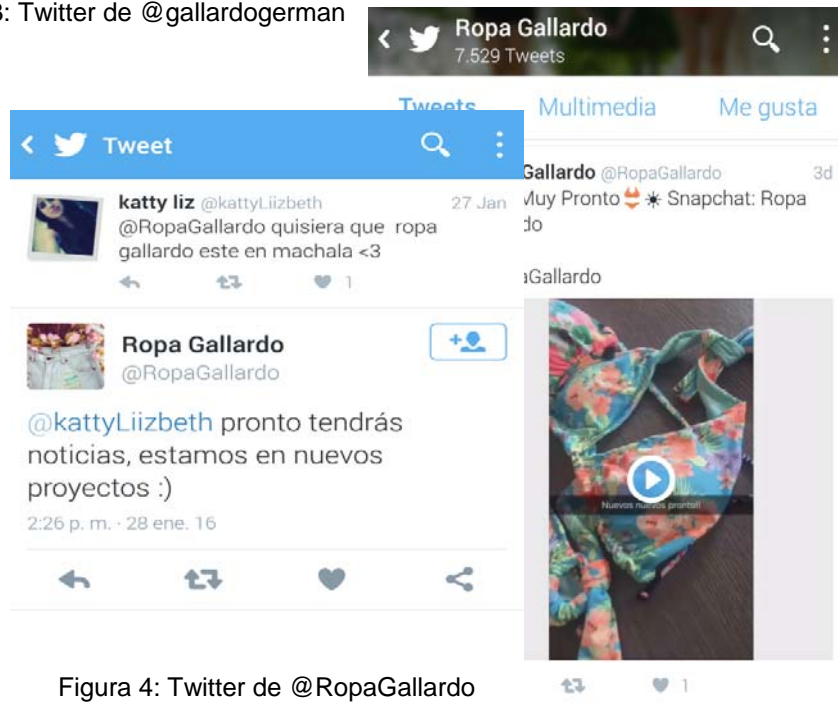 : Twitter de @gallardogerman
Ropa Gallardo
7.529 Tweets
Tweets
Multimedia
Me gusta
Gallardo @RopaGallardo 3d
Muy Pronto 👙☀ Snapchat: Ropa
do
Gallardo
Nuevos nuevos pronto!!
1
Tweet
katty liz @kattyLiizbeth 27 Jan
@RopaGallardo quisiera que ropa
gallardo este en machala <3
1
Ropa Gallardo
@RopaGallardo
@kattyLiizbeth pronto tendrás
noticias, estamos en nuevos
proyectos :)
2:26 p. m. · 28 ene. 16
Figura 4: Twitter de @RopaGallardo